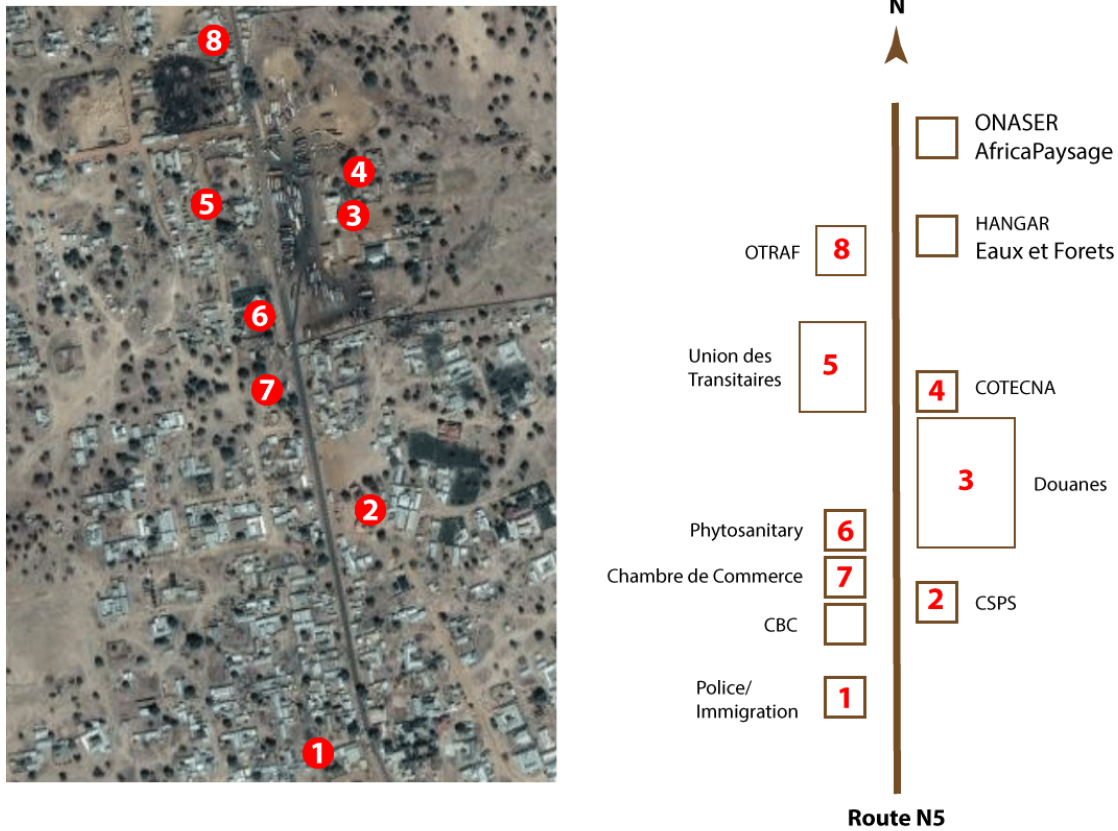 8
4
5
3
6
7
2
1
N
ONASER
AfricaPaysage
HANGAR
Eaux et Forets
OTRAF
8
Union des
Transitaires
5
4
COTECNA
3
Douanes
Phytosanitary
6
Chambre de Commerce
7
CBC
2
CSPS
Police/
Immigration
1
Route N5